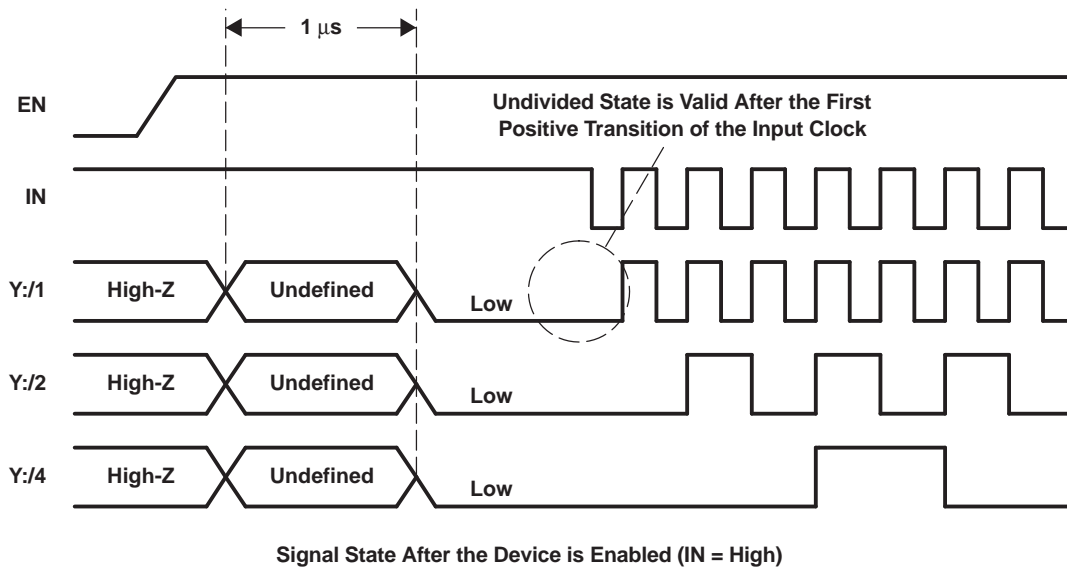 1 μs
EN
Undivided State is Valid After the First
Positive Transition of the Input Clock
IN
Y:/1
High-Z
Undefined
Low
Y:/2
High-Z
Undefined
Low
Y:/4
High-Z
Undefined
Low
Signal State After the Device is Enabled (IN = High)